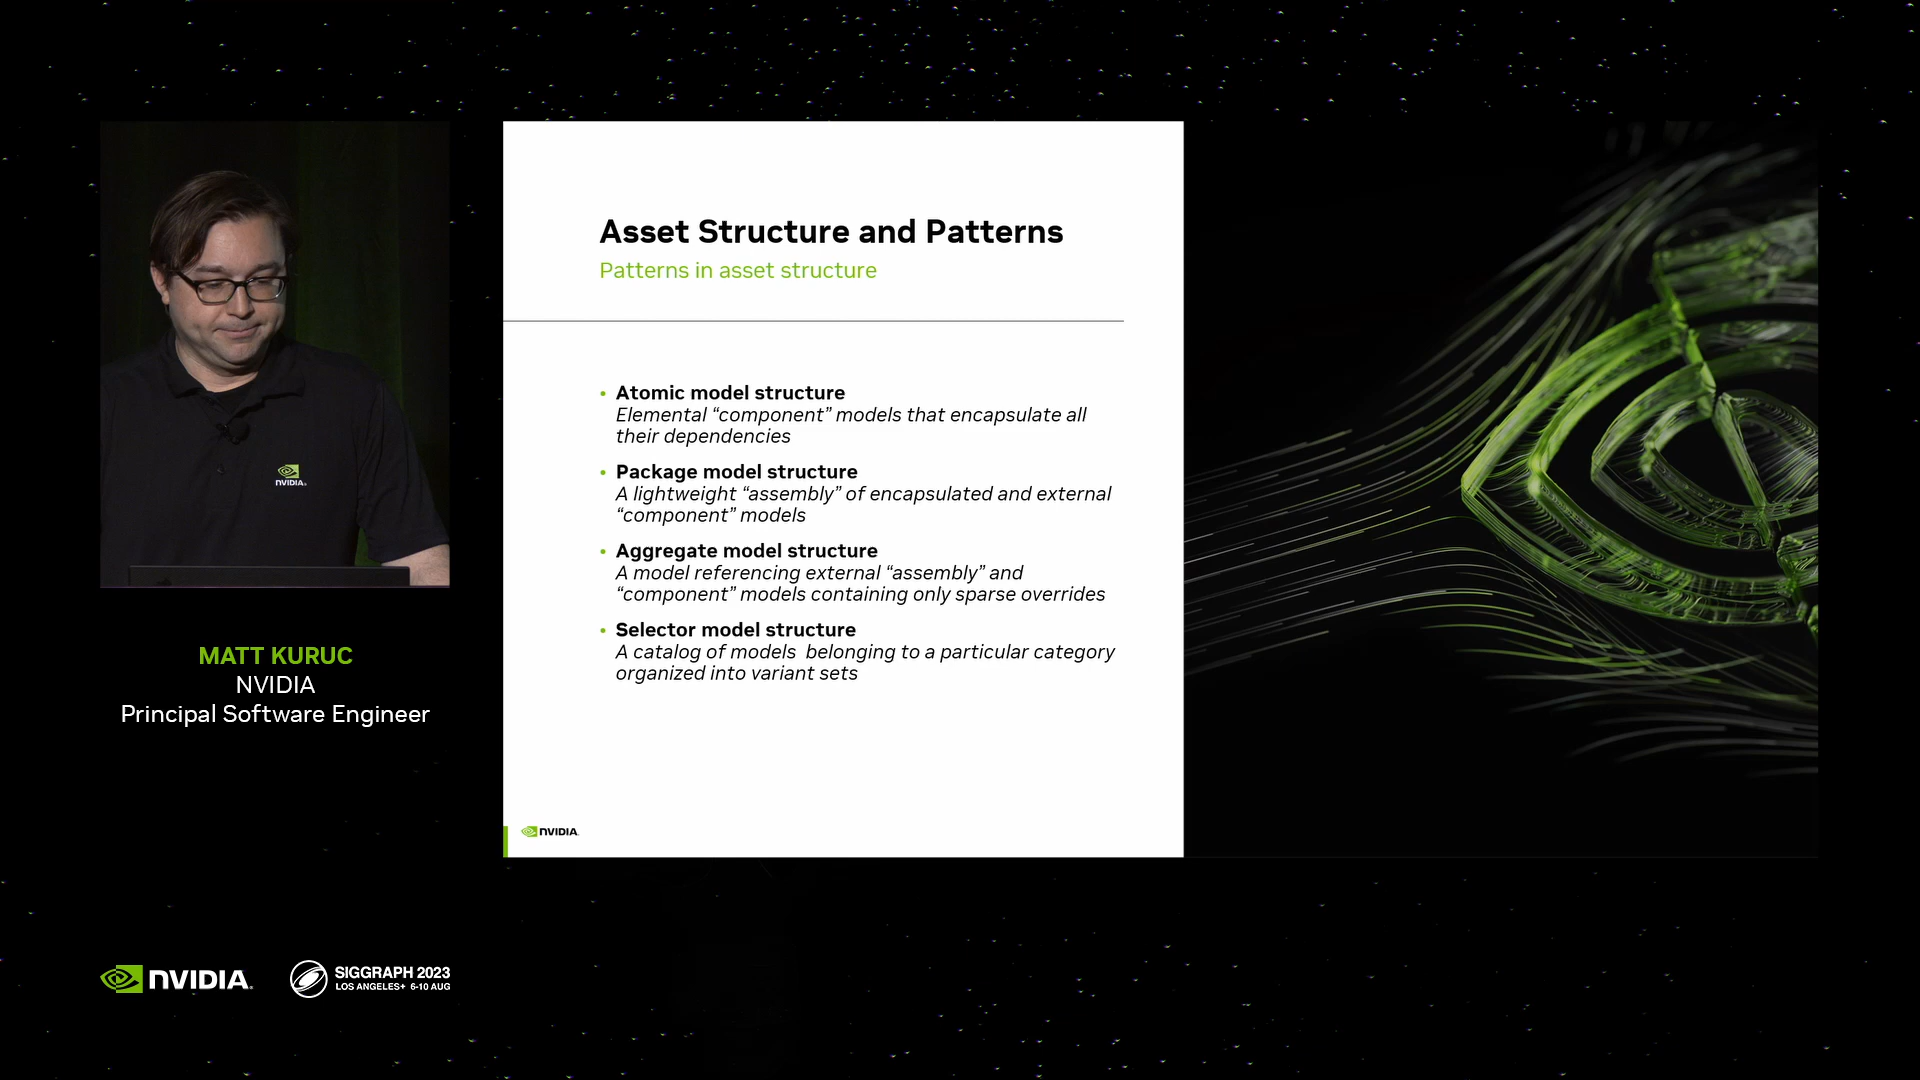 Asset Structure and Patterns
Patterns in asset structure
• Atomic model structure
Elemental “component” models that encapsulate all
their dependencies
• Package model structure
A lightweight “assembly” of encapsulated and external
“component” models
• Aggregate model structure
A model referencing external “assembly” and
“component” models containing only sparse overrides
• Selector model structure
A catalog of models  belonging to a particular category
organized into variant sets
NVIDIA.
NVIDIA.
MATT KURUC
NVIDIA
Principal Software Engineer
NVIDIA.
SIGGRAPH 2023
LOS ANGELES+ 6-10 AUG